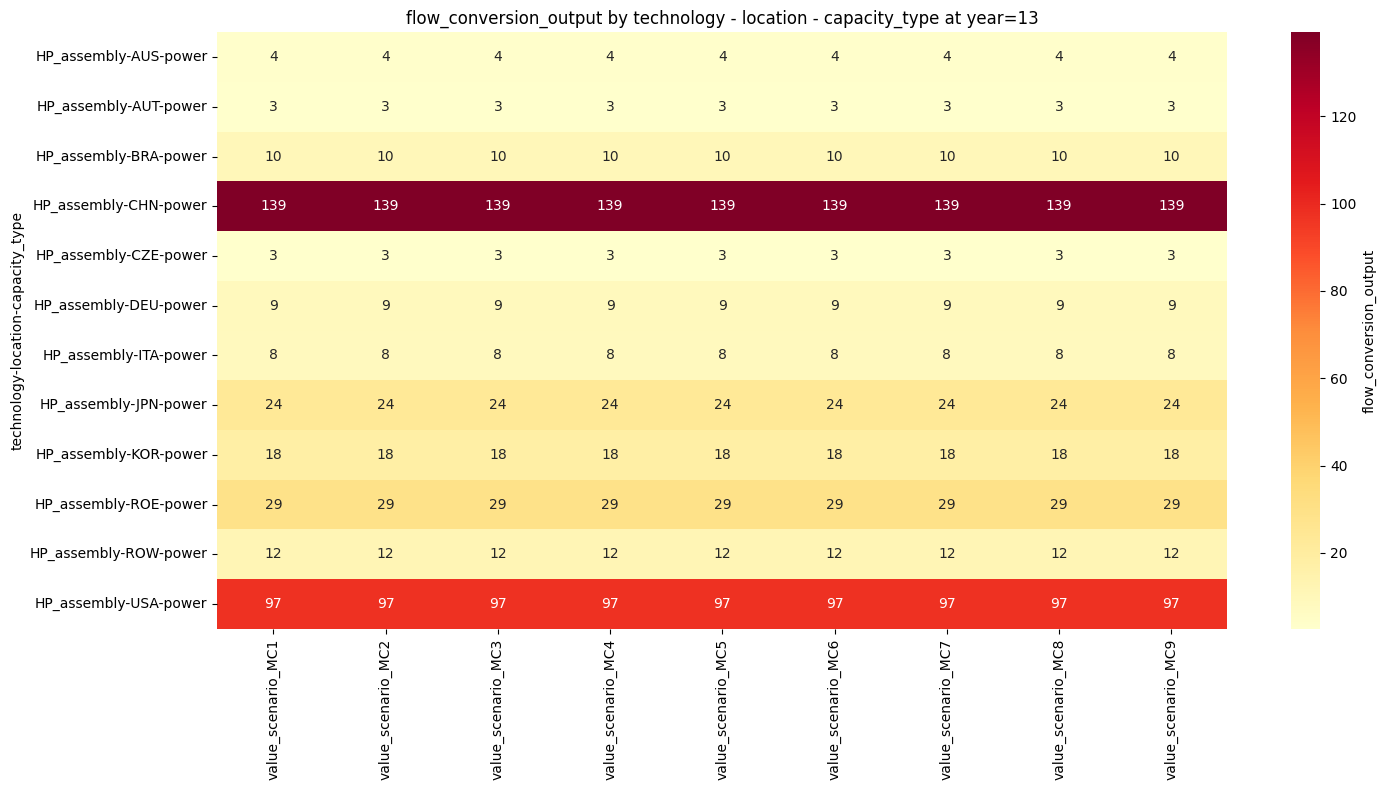 flow_conversion_output by technology - location - capacity_type at year=13
technology-location-capacity_type
HP_assembly-AUS-power 4 4 4 4 4 4 4 4 4
HP_assembly-AUT-power 3 3 3 3 3 3 3 3 3
HP_assembly-BRA-power 10 10 10 10 10 10 10 10 10
HP_assembly-CHN-power 139 139 139 139 139 139 139 139 139
HP_assembly-CZE-power 3 3 3 3 3 3 3 3 3
HP_assembly-DEU-power 9 9 9 9 9 9 9 9 9
HP_assembly-ITA-power 8 8 8 8 8 8 8 8 8
HP_assembly-JPN-power 24 24 24 24 24 24 24 24 24
HP_assembly-KOR-power 18 18 18 18 18 18 18 18 18
HP_assembly-ROE-power 29 29 29 29 29 29 29 29 29
HP_assembly-ROW-power 12 12 12 12 12 12 12 12 12
HP_assembly-USA-power 97 97 97 97 97 97 97 97 97
value_scenario_MC1
value_scenario_MC2
value_scenario_MC3
value_scenario_MC4
value_scenario_MC5
value_scenario_MC6
value_scenario_MC7
value_scenario_MC8
value_scenario_MC9
120
100
80
60
40
20
flow_conversion_output